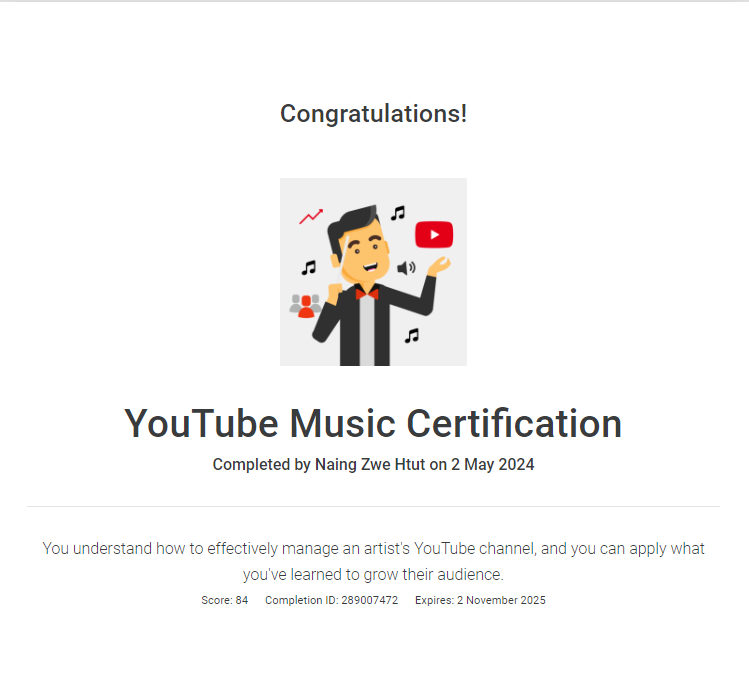 Congratulations!
YouTube Music Certification
Completed by Naing Zwe Htut on 2 May 2024
You understand how to effectively manage an artist's YouTube channel, and you can apply what
you've learned to grow their audience.
Score: 84 Completion ID: 289007472 Expires: 2 November 2025